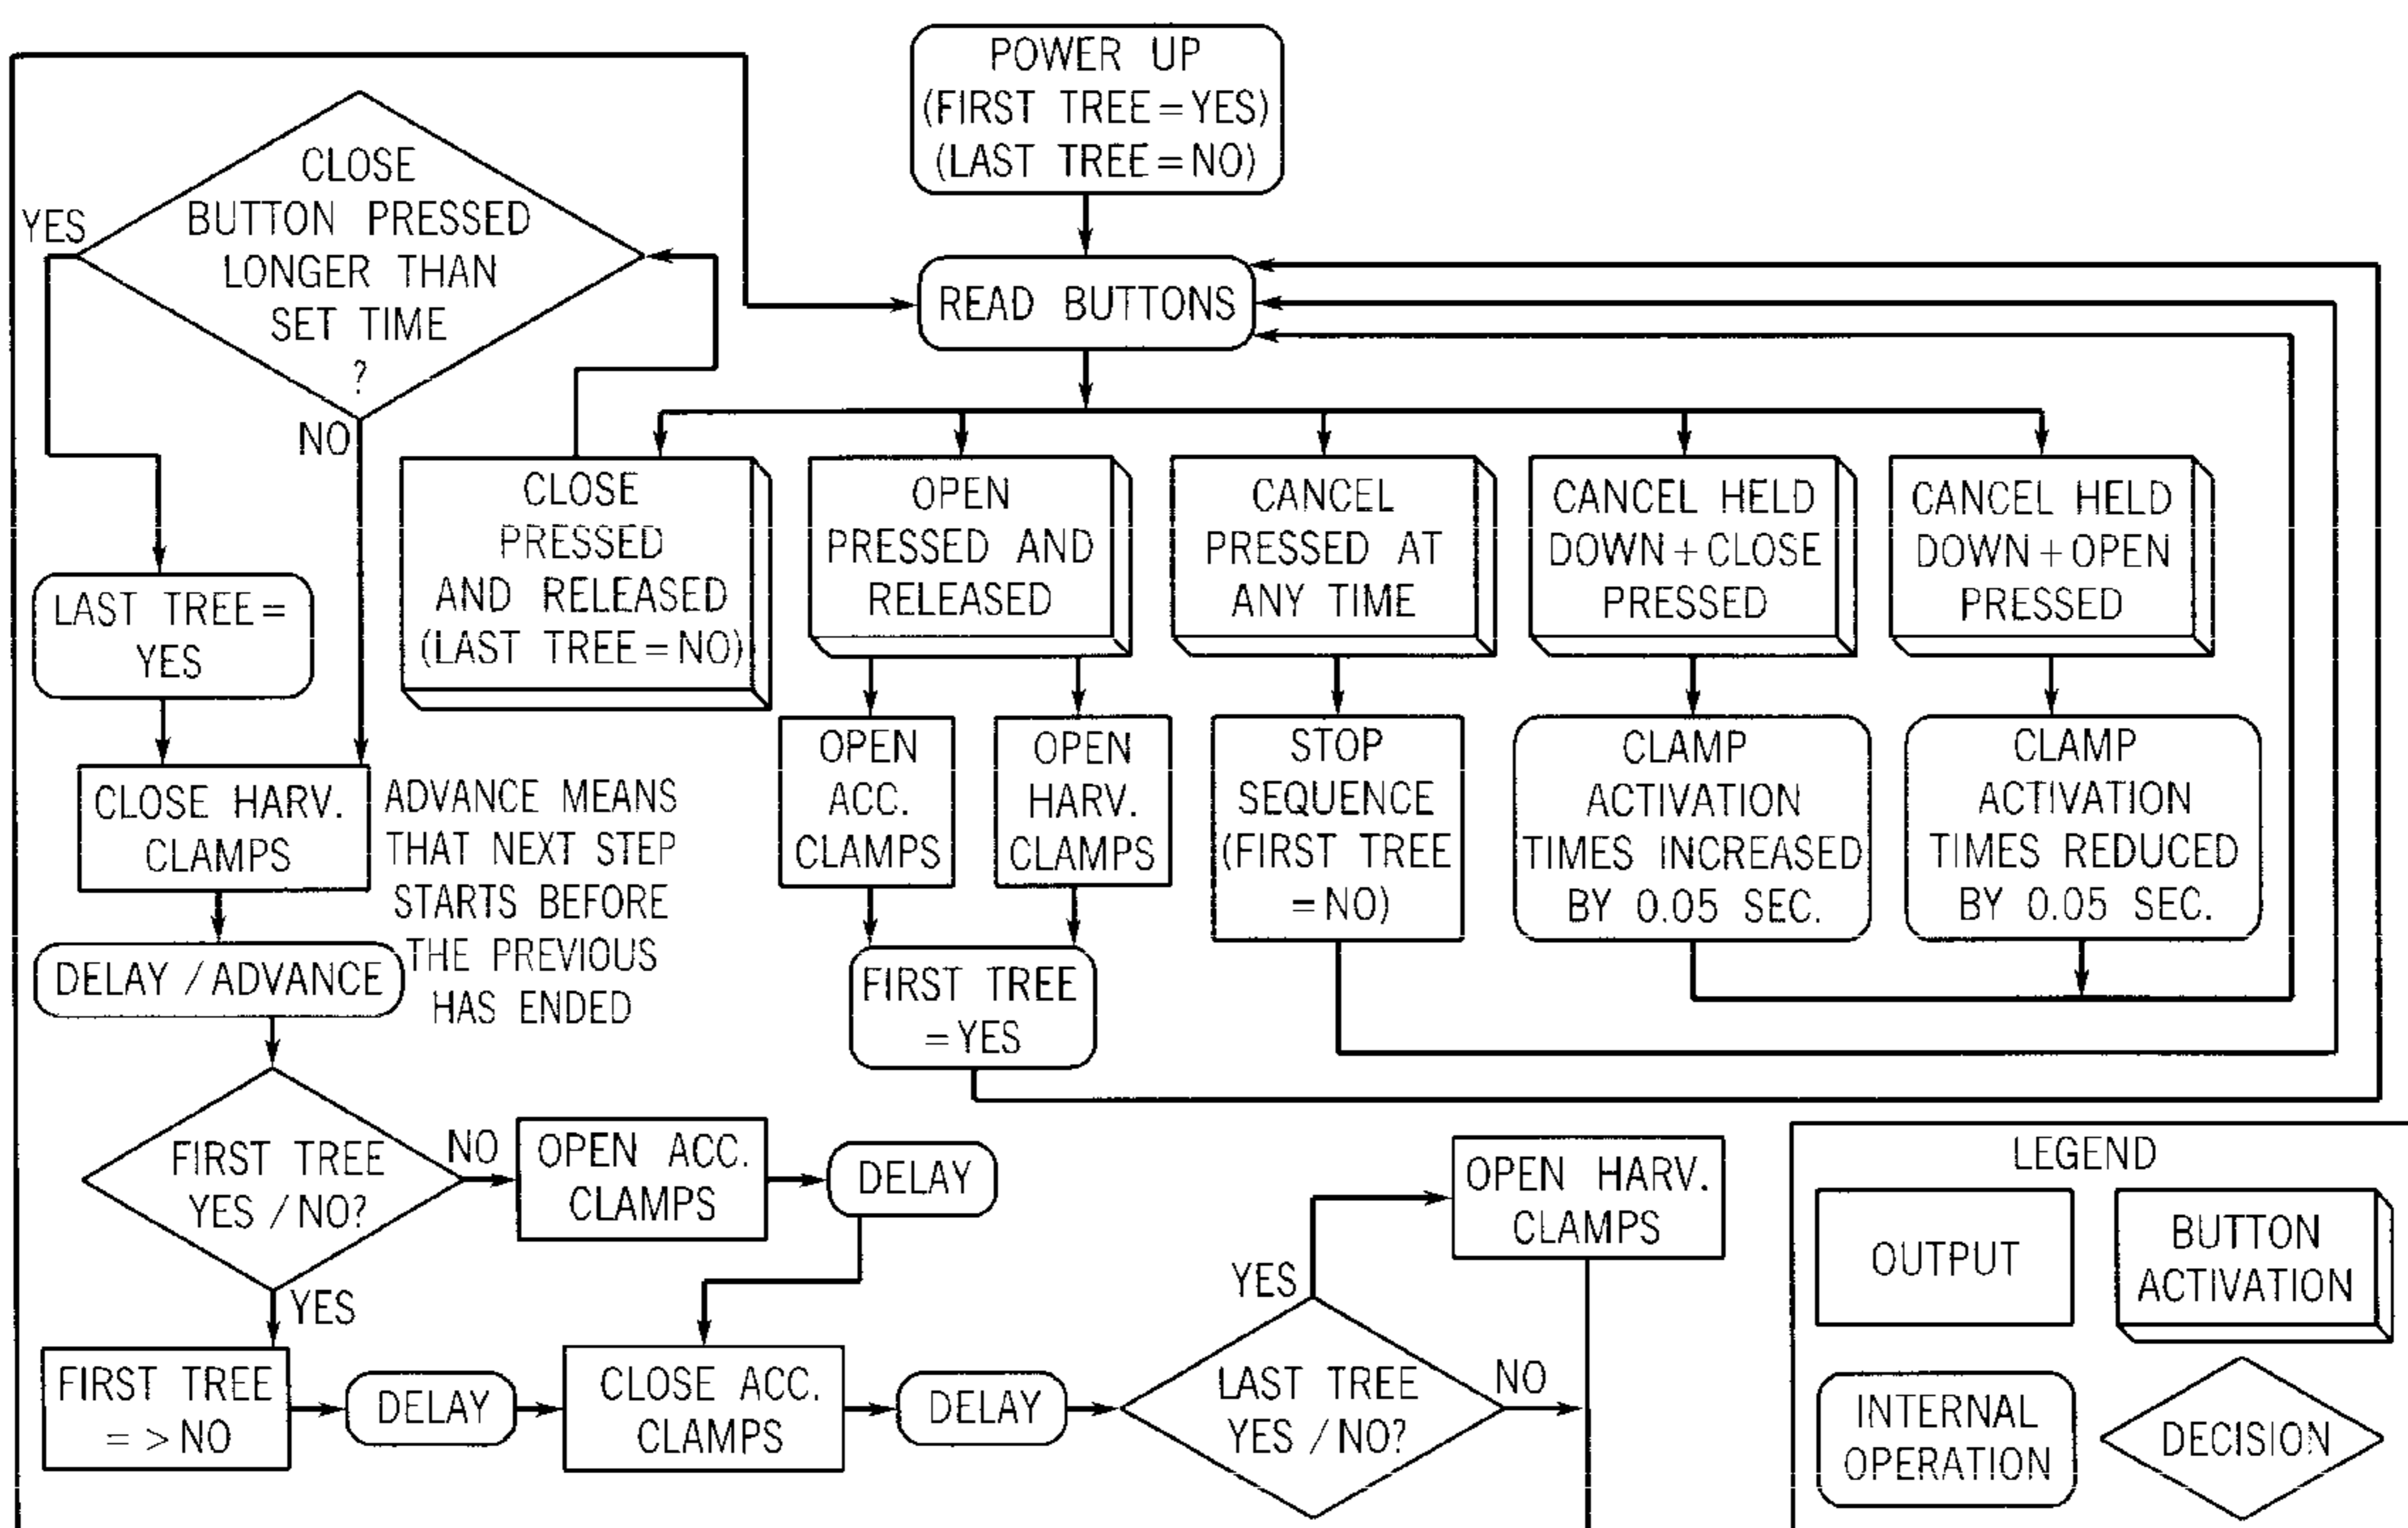 POWER UP
(FIRST TREE=YES)
(LAST TREE=NO)
CLOSE
BUTTON PRESSED
LONGER THAN
SET TIME
?
YES
NO
READ BUTTONS
CLOSE
PRESSED
AND RELEASED
(LAST TREE=NO)
OPEN
PRESSED AND
RELEASED
CANCEL
PRESSED AT
ANY TIME
CANCEL HELD
DOWN+CLOSE
PRESSED
CANCEL HELD
DOWN+OPEN
PRESSED
LAST TREE=
YES
CLOSE HARV.
CLAMPS
ADVANCE MEANS
THAT NEXT STEP
STARTS BEFORE
THE PREVIOUS
HAS ENDED
DELAY/ADVANCE
OPEN
ACC.
CLAMPS
OPEN
HARV.
CLAMPS
STOP
SEQUENCE
(FIRST TREE
=NO)
CLAMP
ACTIVATION
TIMES INCREASED
BY 0.05 SEC.
CLAMP
ACTIVATION
TIMES REDUCED
BY 0.05 SEC.
FIRST TREE
=YES
FIRST TREE
YES/NO?
NO
YES
OPEN ACC.
CLAMPS
DELAY
FIRST TREE
=>NO
DELAY
CLOSE ACC.
CLAMPS
DELAY
LAST TREE
YES/NO?
YES
NO
OPEN HARV.
CLAMPS
LEGEND
OUTPUT
BUTTON
ACTIVATION
INTERNAL
OPERATION
DECISION